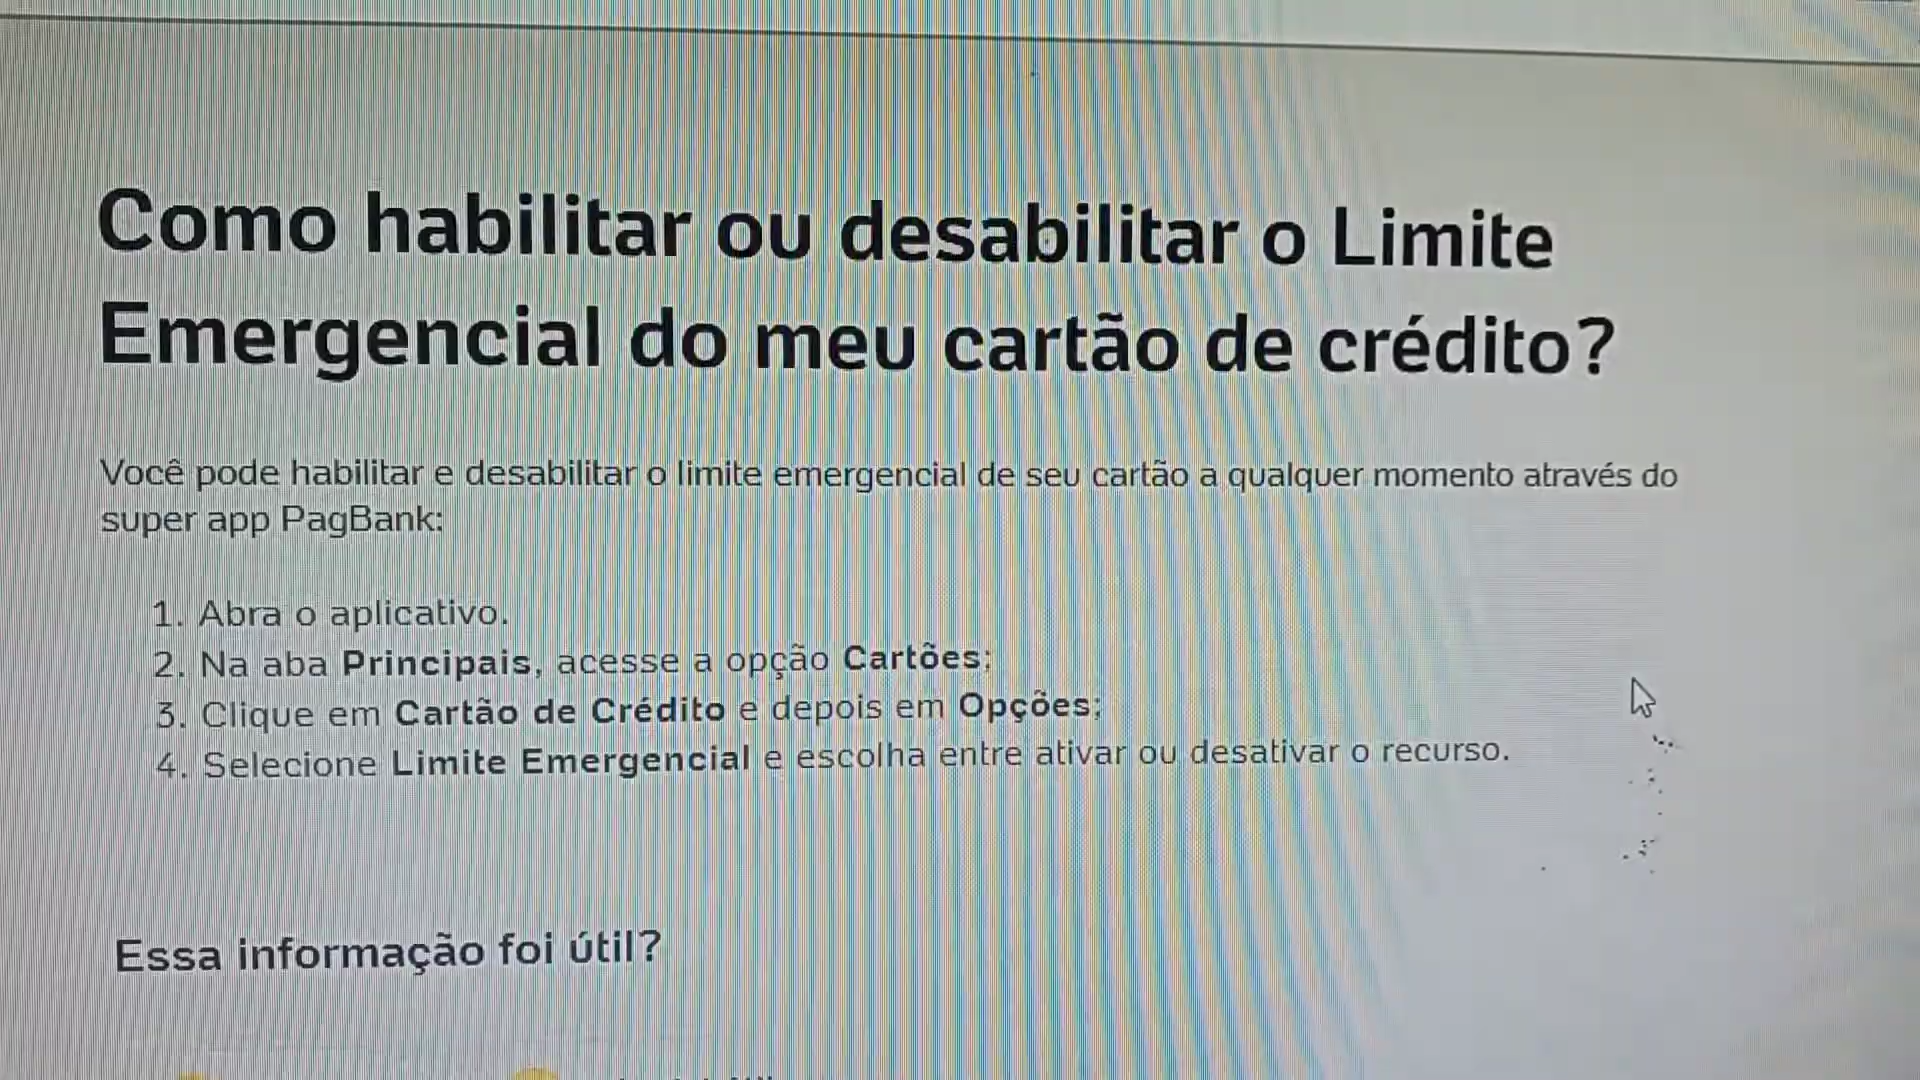 Como habilitar ou desabilitar o Limite
Emergencial do meu cartão de crédito?
Você pode habilitar e desabilitar o limite emergencial de seu cartão a qualquer momento através do
super app PagBank:
1. Abra o aplicativo.
2. Na aba Principais, acesse a opção Cartões;
3. Clique em Cartão de Crédito e depois em Opções;
4. Selecione Limite Emergencial e escolha entre ativar ou desativar o recurso.
Essa informação foi útil?